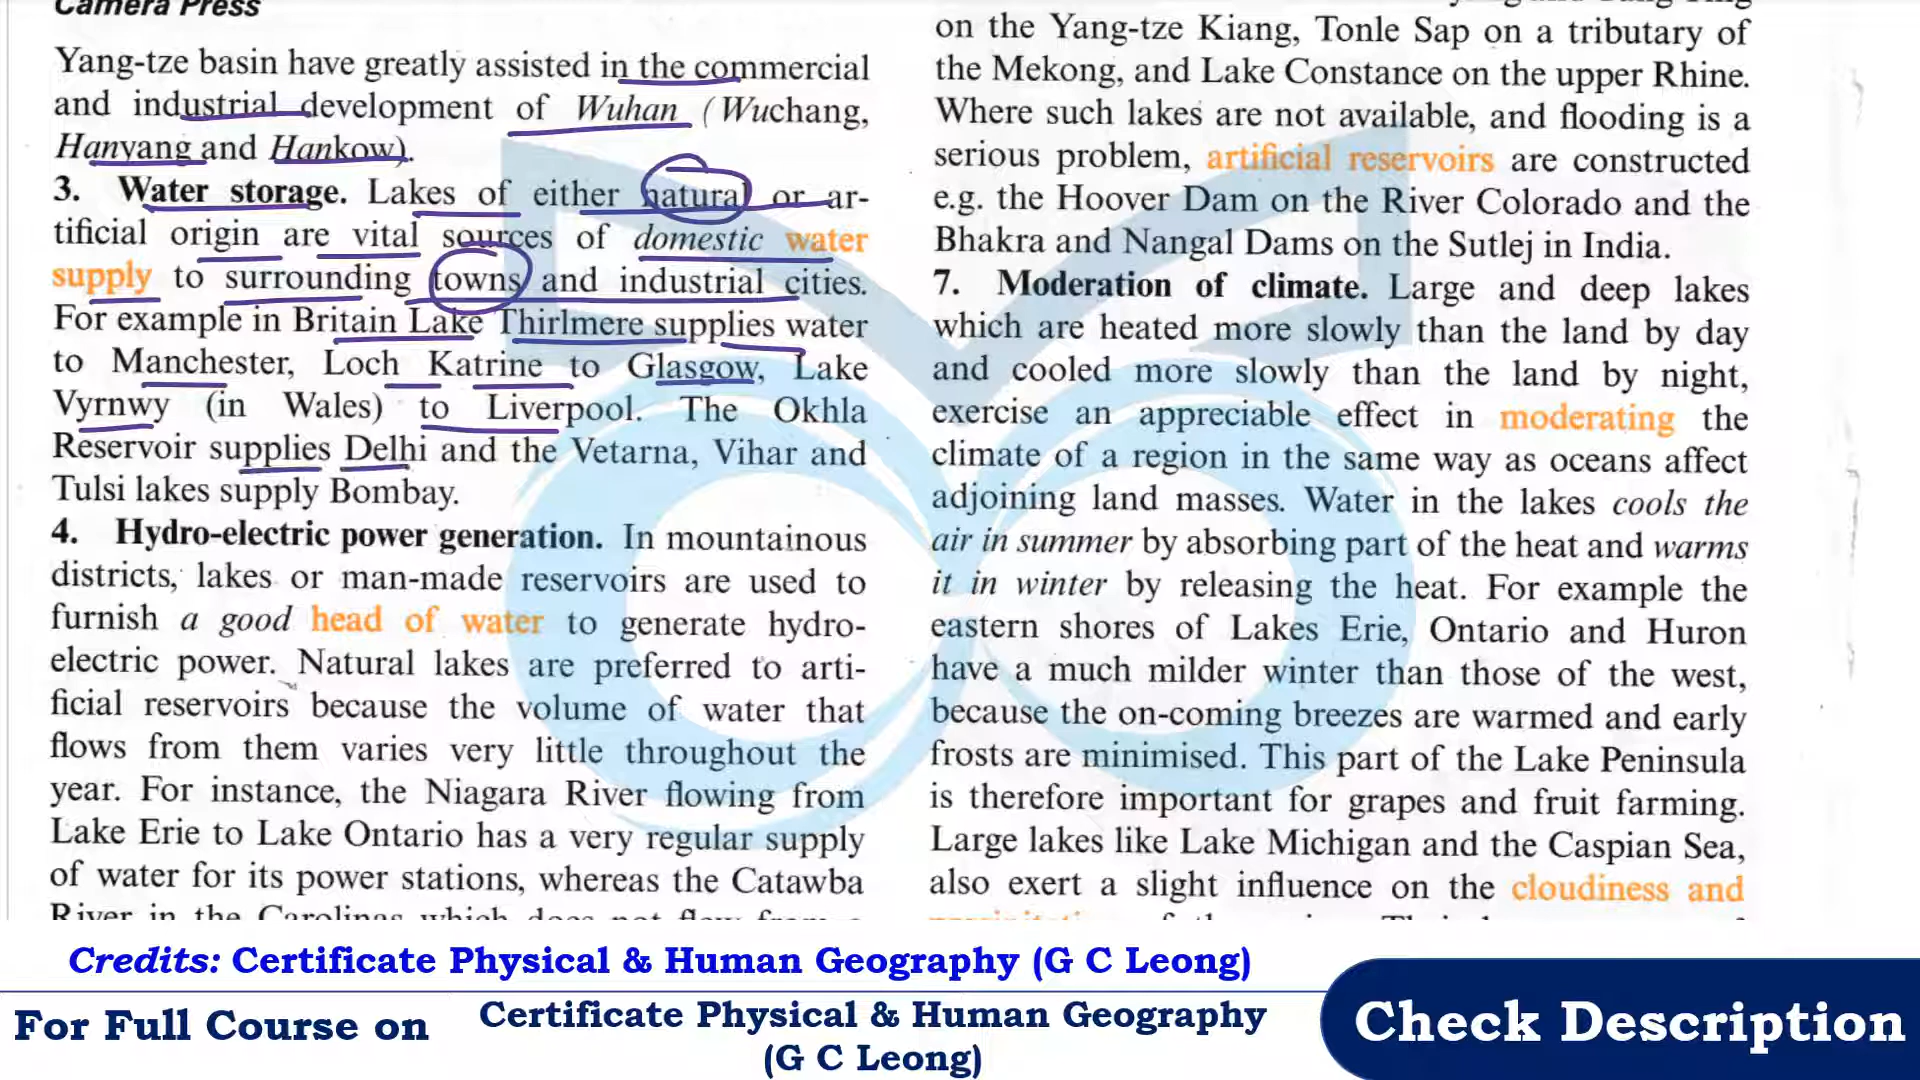 Camera Press
Yang-tze basin have greatly assisted in the commercial
and industrial development of Wuhan (Wuchang,
Hanyang and Hankow).
3. Water storage. Lakes of either natural or ar-
tificial origin are vital sources of domestic water
supply to surrounding towns and industrial cities.
For example in Britain Lake Thirlmere supplies water
to Manchester, Loch Katrine to Glasgow, Lake
Vyrnwy (in Wales) to Liverpool. The Okhla
Reservoir supplies Delhi and the Vetarna, Vihar and
Tulsi lakes supply Bombay.
4. Hydro-electric power generation. In mountainous
districts, lakes or man-made reservoirs are used to
furnish a good head of water to generate hydro-
electric power. Natural lakes are preferred to arti-
ficial reservoirs because the volume of water that
flows from them varies very little throughout the
year. For instance, the Niagara River flowing from
Lake Erie to Lake Ontario has a very regular supply
of water for its power stations, whereas the Catawba
River in the Carolinas which does not flow from a
on the Yang-tze Kiang, Tonle Sap on a tributary of
the Mekong, and Lake Constance on the upper Rhine.
Where such lakes are not available, and flooding is a
serious problem, artificial reservoirs are constructed
e.g. the Hoover Dam on the River Colorado and the
Bhakra and Nangal Dams on the Sutlej in India.
7. Moderation of climate. Large and deep lakes
which are heated more slowly than the land by day
and cooled more slowly than the land by night,
exercise an appreciable effect in moderating the
climate of a region in the same way as oceans affect
adjoining land masses. Water in the lakes cools the
air in summer by absorbing part of the heat and warms
it in winter by releasing the heat. For example the
eastern shores of Lakes Erie, Ontario and Huron
have a much milder winter than those of the west,
because the on-coming breezes are warmed and early
frosts are minimised. This part of the Lake Peninsula
is therefore important for grapes and fruit farming.
Large lakes like Lake Michigan and the Caspian Sea,
also exert a slight influence on the cloudiness and
Credits: Certificate Physical & Human Geography (G C Leong)
For Full Course on
Certificate Physical & Human Geography
(G C Leong)
Check Description